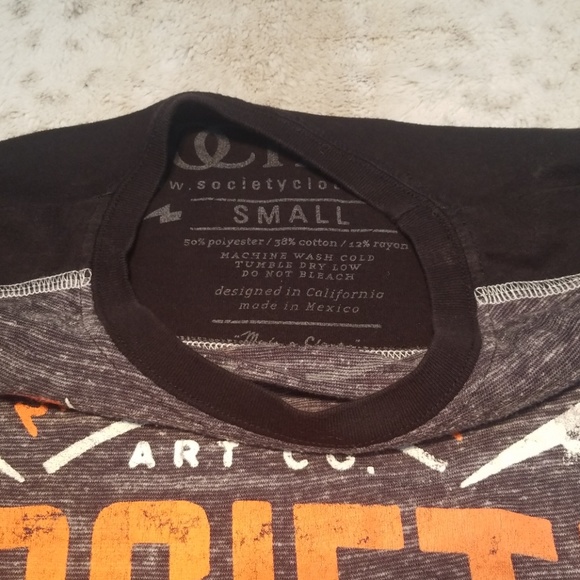 w.societyclo
SMALL
50% polyester / 38% cotton / 12% rayon
MACHINE WASH COLD
TUMBLE DRY LOW
DO NOT BLEACH
designed in California
made in Mexico
ART CO.
OCIET